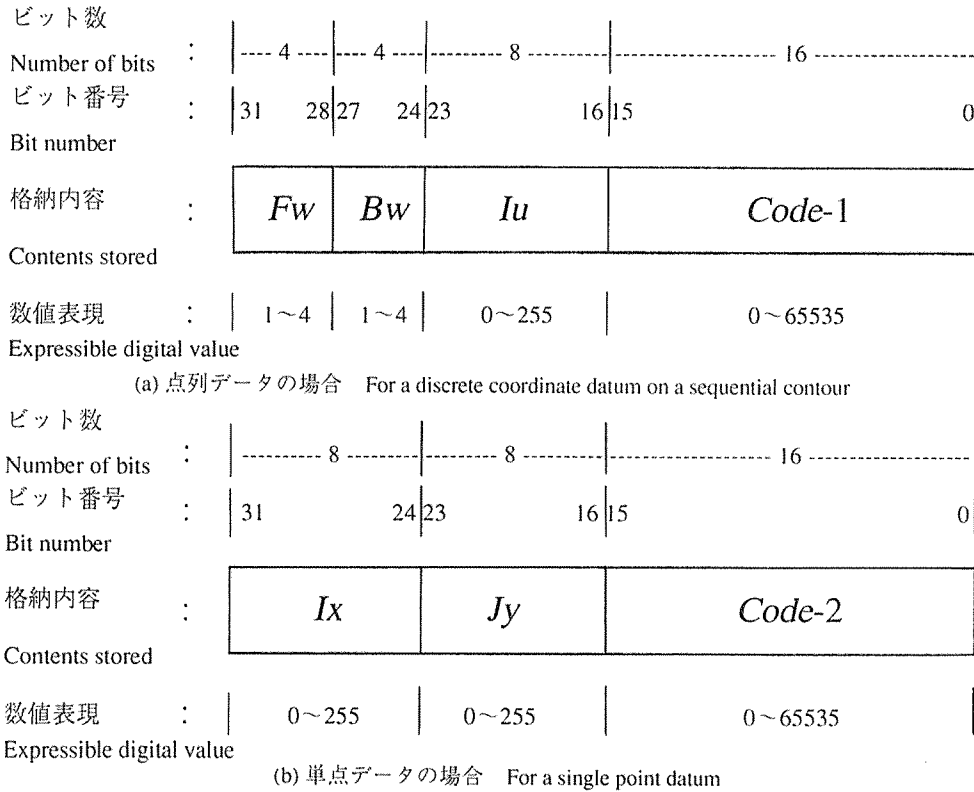 ビット数
Number of bits : ---- 4 ------ ---- 4 ---- --------- 8 --------- ------------------- 16 -------------------
ビット番号
Bit number : 31 28 27 24 23 16 15 0
格納内容
Contents stored : Fw Bw Iu Code-1
数値表現 : 1～4 1～4 0～255 0～65535
Expressible digital value
(a) 点列データの場合 For a discrete coordinate datum on a sequential contour
ビット数
Number of bits : --------- 8 --------- --------- 8 --------- ------------------- 16 -------------------
ビット番号
Bit number : 31 24 23 16 15 0
格納内容
Contents stored : Ix Jy Code-2
数値表現 : 0～255 0～255 0～65535
Expressible digital value
(b) 単点データの場合 For a single point datum